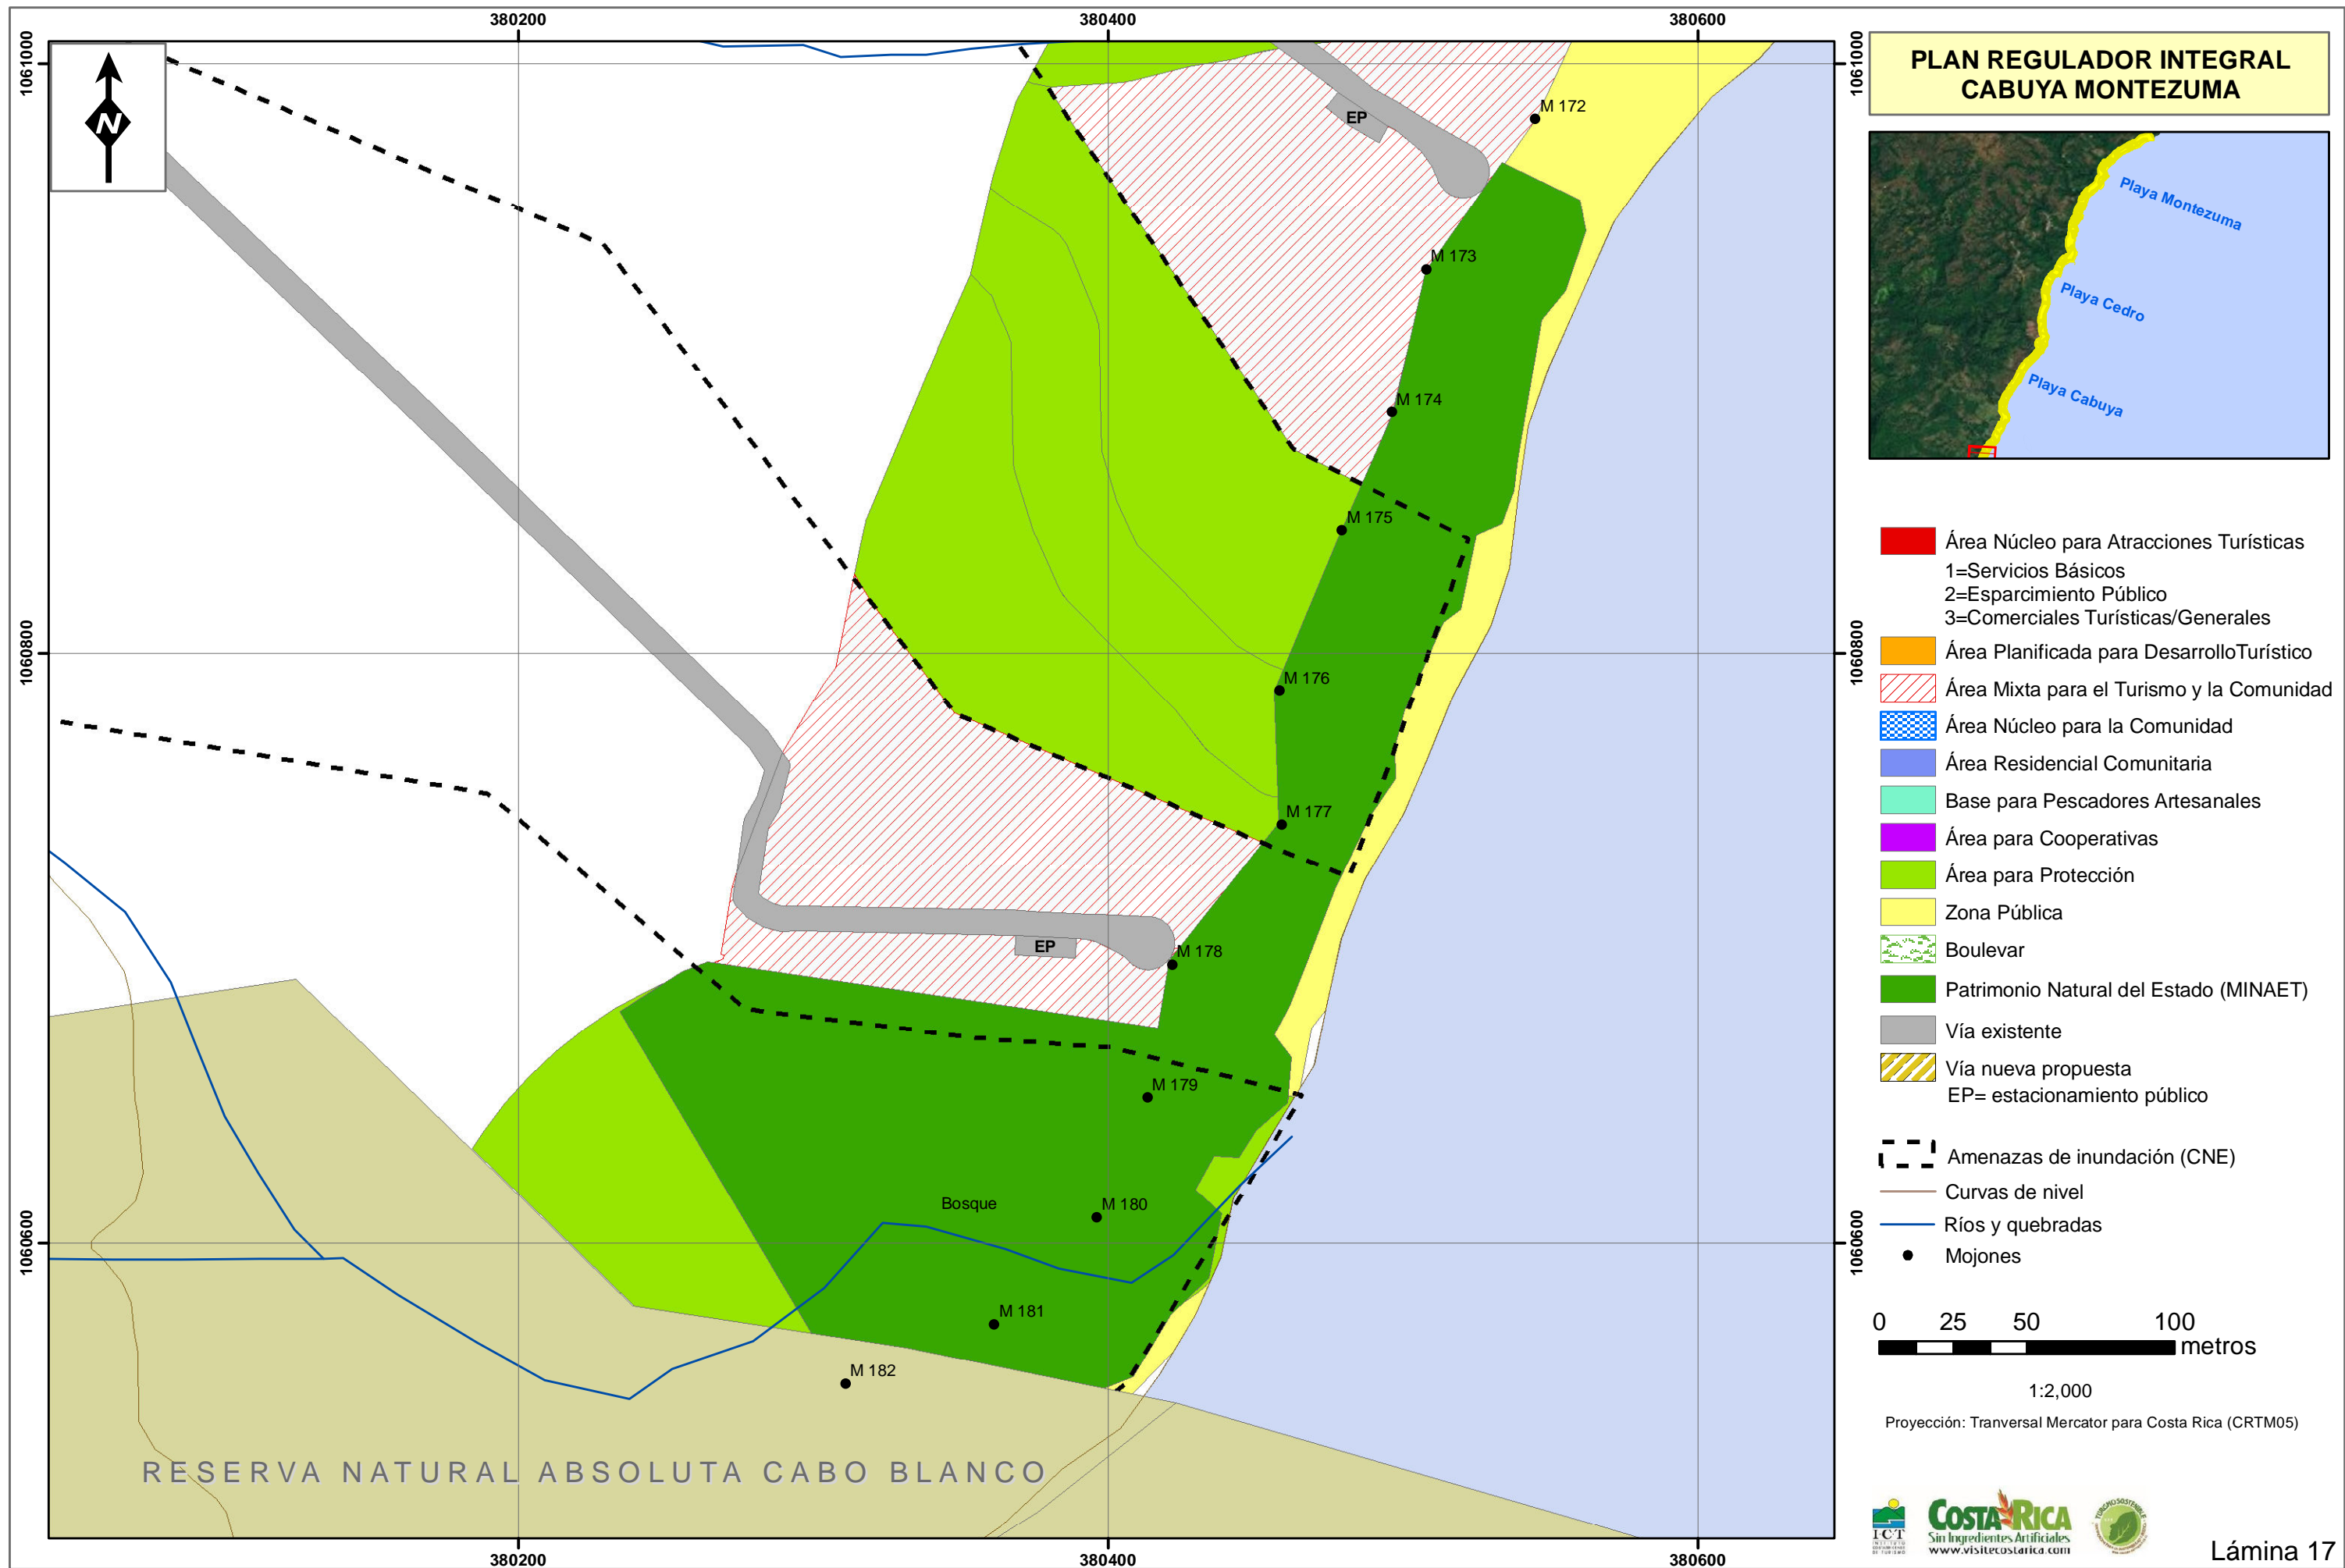 380200
380400
380600
1061000
1061000
PLAN REGULADOR INTEGRAL
CABUYA MONTEZUMA
N
EP
M 172
M 173
M 174
M 175
M 176
M 177
M 178
M 179
M 180
M 181
M 182
EP
Bosque
1060800
1060800
1060600
1060600
RESERVA NATURAL ABSOLUTA CABO BLANCO
380200
380400
380600
Playa Montezuma
Playa Cedro
Playa Cabuya
Área Núcleo para Atracciones Turísticas
1=Servicios Básicos
2=Esparcimiento Público
3=Comerciales Turísticas/Generales
Área Planificada para DesarrolloTurístico
Área Mixta para el Turismo y la Comunidad
Área Núcleo para la Comunidad
Área Residencial Comunitaria
Base para Pescadores Artesanales
Área para Cooperativas
Área para Protección
Zona Pública
Boulevar
Patrimonio Natural del Estado (MINAET)
Vía existente
Vía nueva propuesta
EP= estacionamiento público
Amenazas de inundación (CNE)
Curvas de nivel
Ríos y quebradas
Mojones
0 25 50 100
metros
1:2,000
Proyección: Tranversal Mercator para Costa Rica (CRTM05)
I·C·T
COSTA RICA
Sin Ingredientes Artificiales
www.visitecostarica.com
Lámina 17